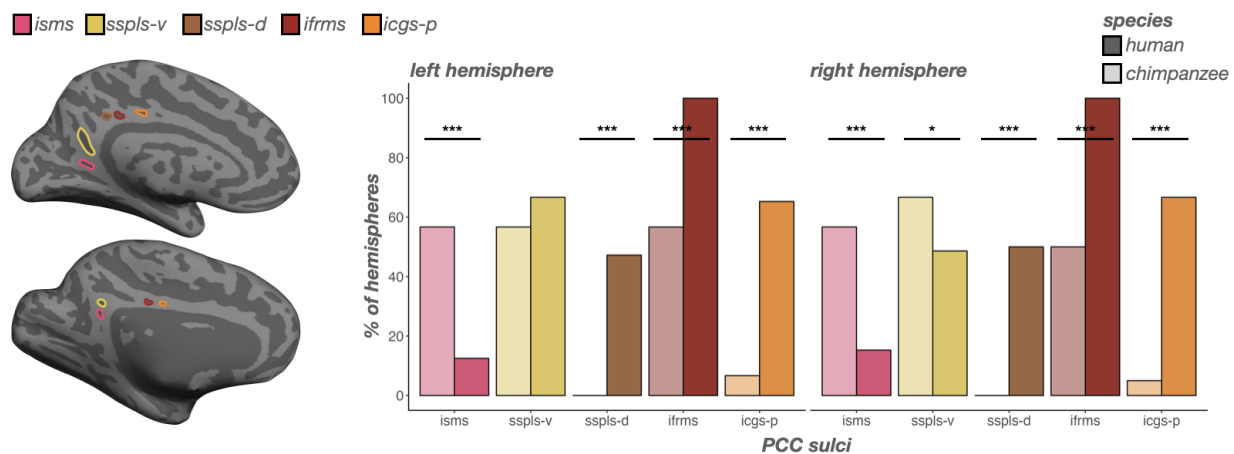 isms sspls-v sspls-d ifrms icgs-p
species
human
chimpanzee
left hemisphere right hemisphere
% of hemispheres
100
80
60
40
20
0
*** *** *** *** *** * *** *** ***
isms sspls-v sspls-d ifrms icgs-p isms sspls-v sspls-d ifrms icgs-p
PCC sulci